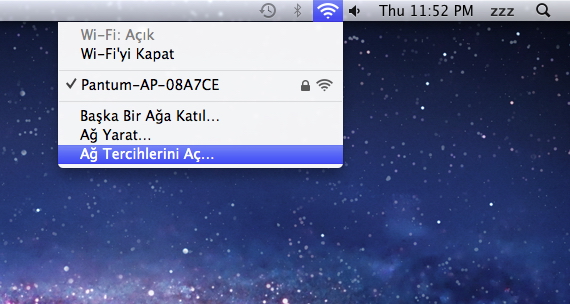 Thu 11:52 PM zzz
Wi-Fi: Açık
Wi-Fi'yi Kapat
Pantum-AP-08A7CE
Başka Bir Ağa Katıl...
Ağ Yarat...
Ağ Tercihlerini Aç...